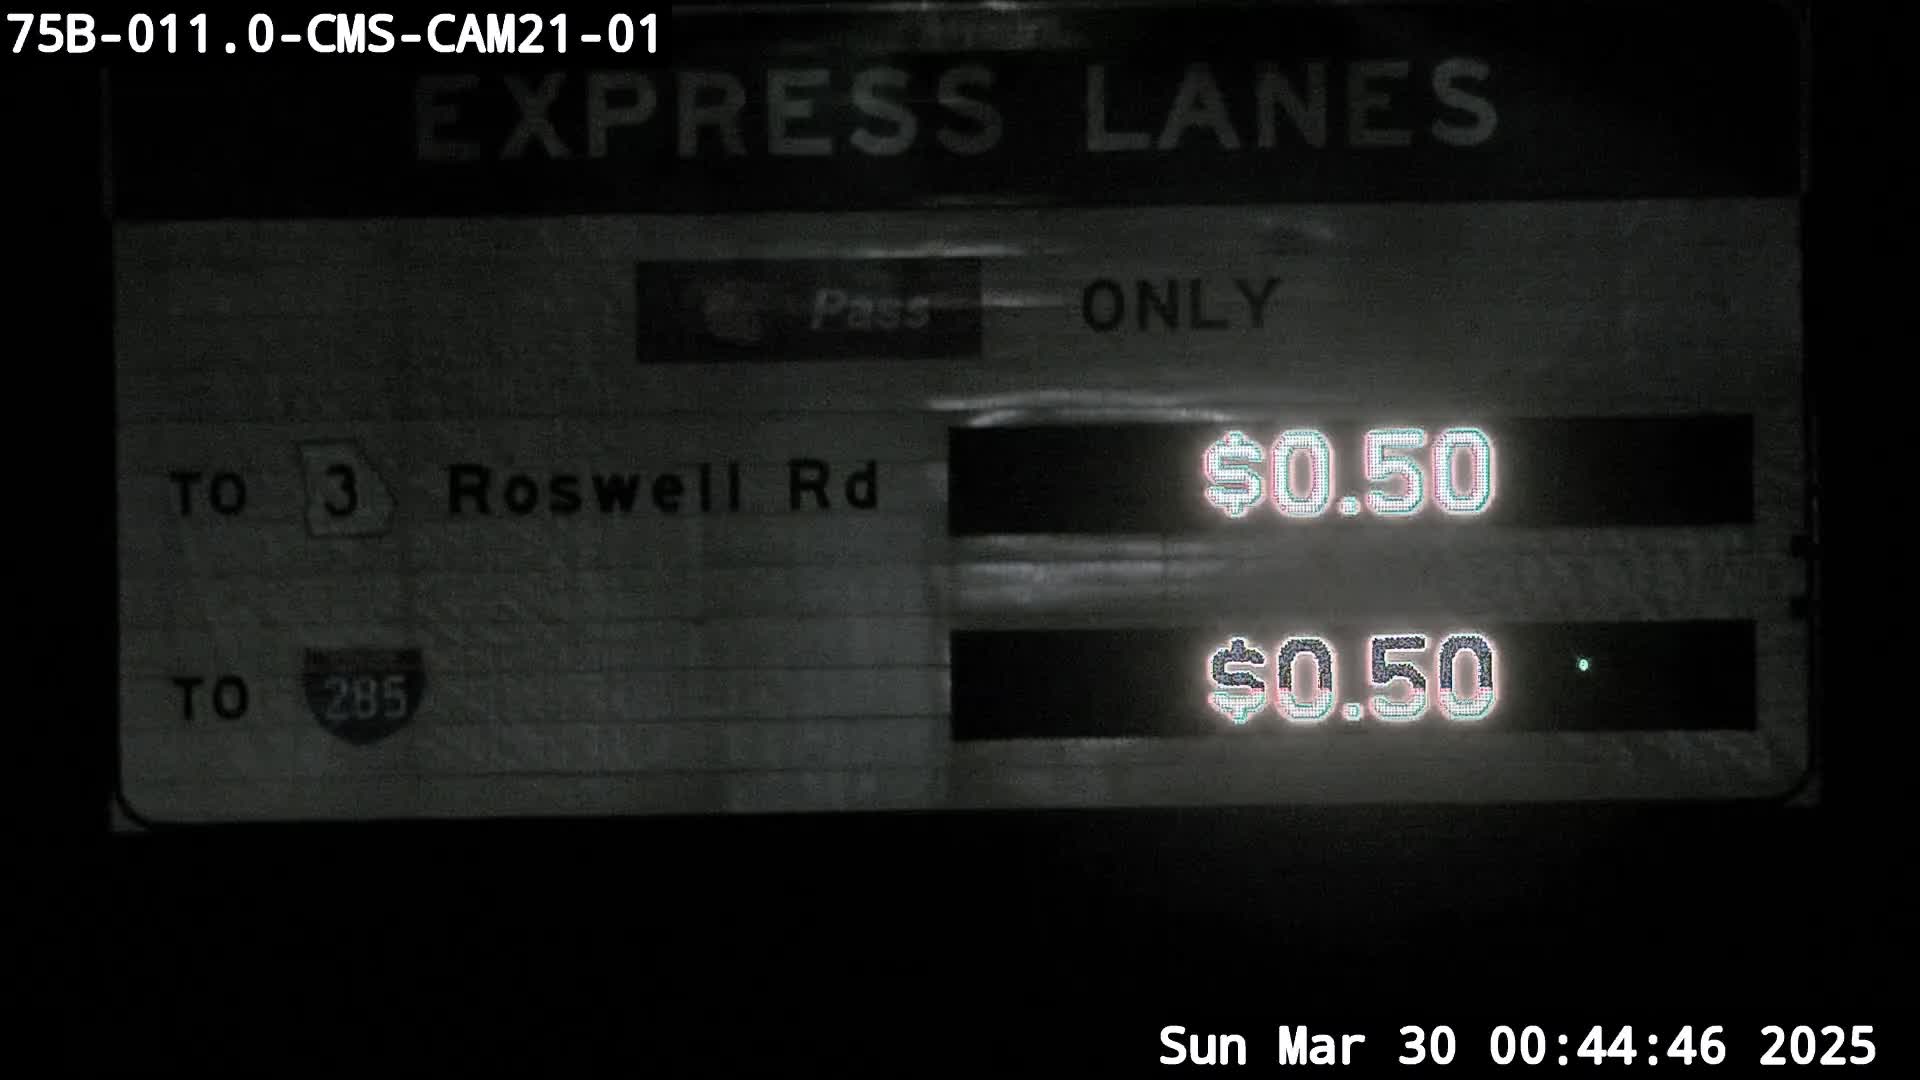 75B-011.0-CMS-CAM21-01
EXPRESS LANES
Pass ONLY
TO 3 Roswell Rd $0.50
TO 285 $0.50
Sun Mar 30 00:44:46 2025